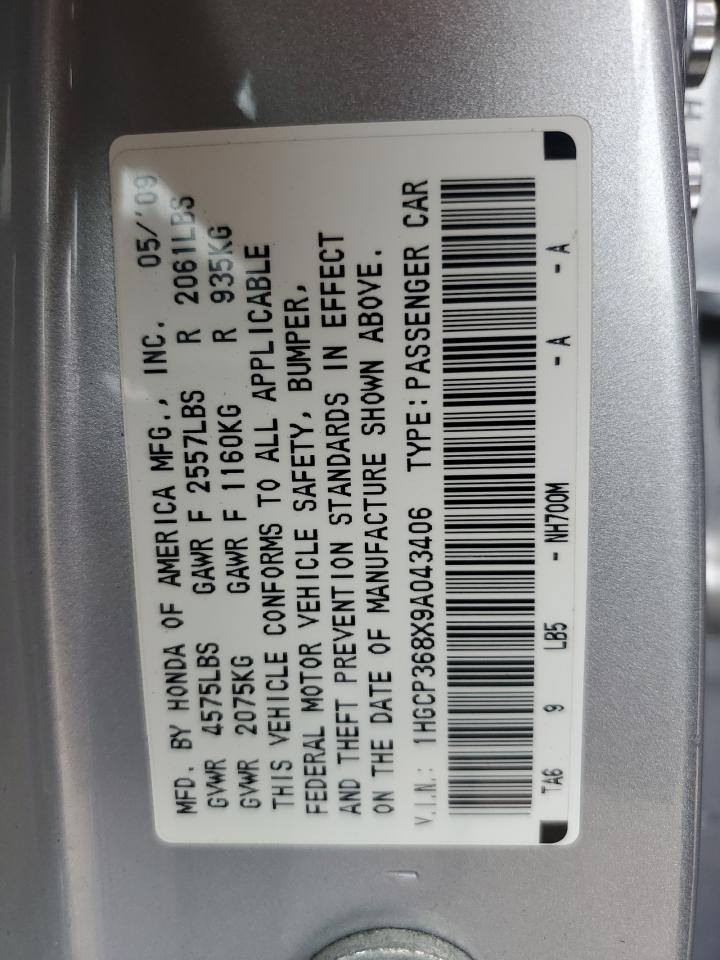 MFD. BY HONDA OF AMERICA MFG., INC. 05/'09
GVWR 4575LBS GAWR F 2557LBS R 2061LBS
GVWR 2075KG GAWR F 1160KG R 935KG
THIS VEHICLE CONFORMS TO ALL APPLICABLE
FEDERAL MOTOR VEHICLE SAFETY, BUMPER,
AND THEFT PREVENTION STANDARDS IN EFFECT
ON THE DATE OF MANUFACTURE SHOWN ABOVE.
V.I.N.: 1HGCP368X9A043406 TYPE: PASSENGER CAR
TA6 9 LB5 - NH700M - A - A